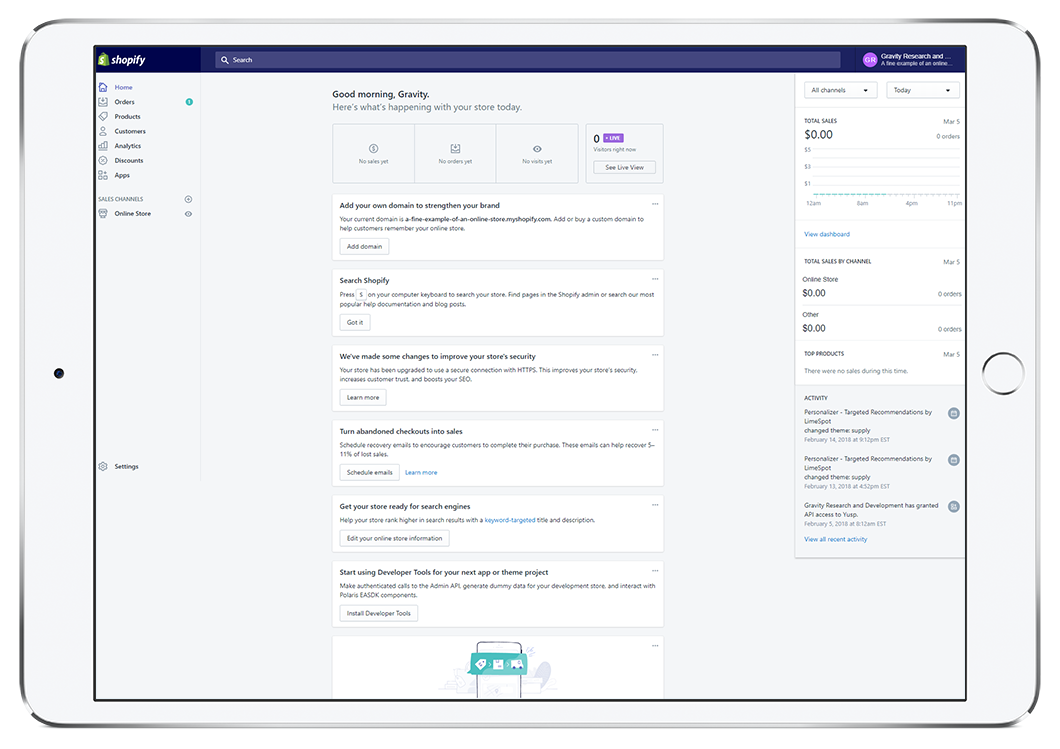 shopify
Search
GR
Gravity Research and ...
A fine example of an online...
Home
Orders
1
Products
Customers
Analytics
Discounts
Apps
SALES CHANNELS
Online Store
Settings
Good morning, Gravity.
Here's what's happening with your store today.
No sales yet
No orders yet
No visits yet
0 • LIVE
Visitors right now
See Live View
Add your own domain to strengthen your brand
Your current domain is a-fine-example-of-an-online-store.myshopify.com. Add or buy a custom domain to
help customers remember your online store.
Add domain
Search Shopify
Press S on your computer keyboard to search your store. Find pages in the Shopify admin or search our most
popular help documentation and blog posts.
Got it
We've made some changes to improve your store's security
Your store has been upgraded to use a secure connection with HTTPS. This improves your store's security,
increases customer trust, and boosts your SEO.
Learn more
Turn abandoned checkouts into sales
Schedule recovery emails to encourage customers to complete their purchase. These emails can help recover 5–
11% of lost sales.
Schedule emails Learn more
Get your store ready for search engines
Help your store rank higher in search results with a keyword-targeted title and description.
Edit your online store information
Start using Developer Tools for your next app or theme project
Make authenticated calls to the Admin API, generate dummy data for your development store, and interact with
Polaris EASDK components.
Install Developer Tools
All channels Today
TOTAL SALES Mar 5
$0.00 0 orders
$5
$3
$1
12am 8am 4pm 11pm
View dashboard
TOTAL SALES BY CHANNEL Mar 5
Online Store
$0.00 0 orders
Other
$0.00 0 orders
TOP PRODUCTS Mar 5
There were no sales during this time.
ACTIVITY
Personalizer - Targeted Recommendations by
LimeSpot
changed theme: supply
February 14, 2018 at 9:12pm EST
Personalizer - Targeted Recommendations by
LimeSpot
changed theme: supply
February 13, 2018 at 4:52pm EST
Gravity Research and Development has granted
API access to Yusp.
February 5, 2018 at 8:12am EST
View all recent activity